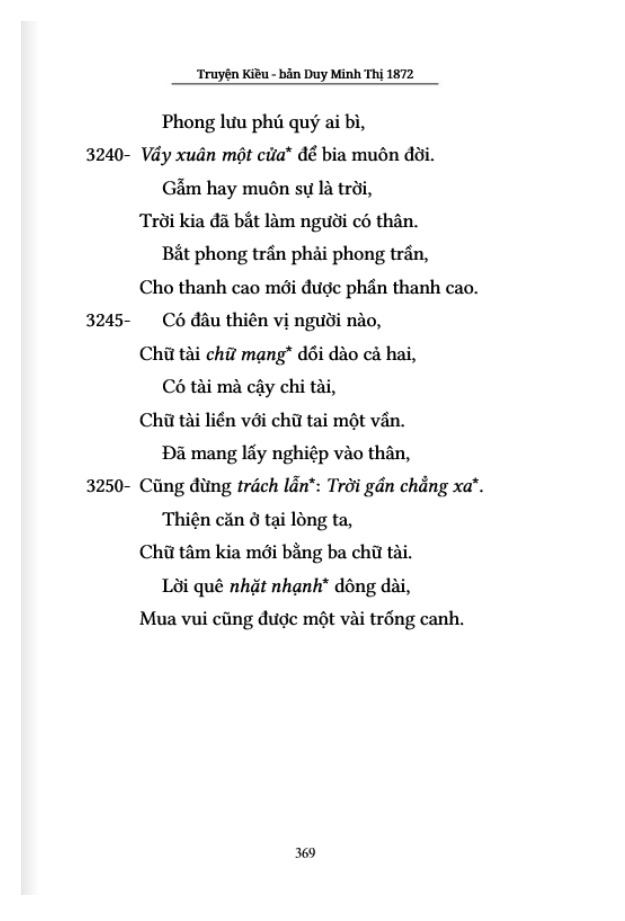 Truyện Kiều - bản Duy Minh Thị 1872
Phong lưu phú quý ai bì,
3240- Vầy xuân một cửa* để bia muôn đời.
Gẫm hay muôn sự là trời,
Trời kia đã bắt làm người có thân.
Bắt phong trần phải phong trần,
Cho thanh cao mới được phần thanh cao.
3245- Có đâu thiên vị người nào,
Chữ tài chữ mạng* dồi dào cả hai,
Có tài mà cậy chi tài,
Chữ tài liền với chữ tai một vần.
Đã mang lấy nghiệp vào thân,
3250- Cũng đừng trách lẫn*: Trời gần chẳng xa*.
Thiện căn ở tại lòng ta,
Chữ tâm kia mới bằng ba chữ tài.
Lời quê nhặt nhạnh* dông dài,
Mua vui cũng được một vài trống canh.
369